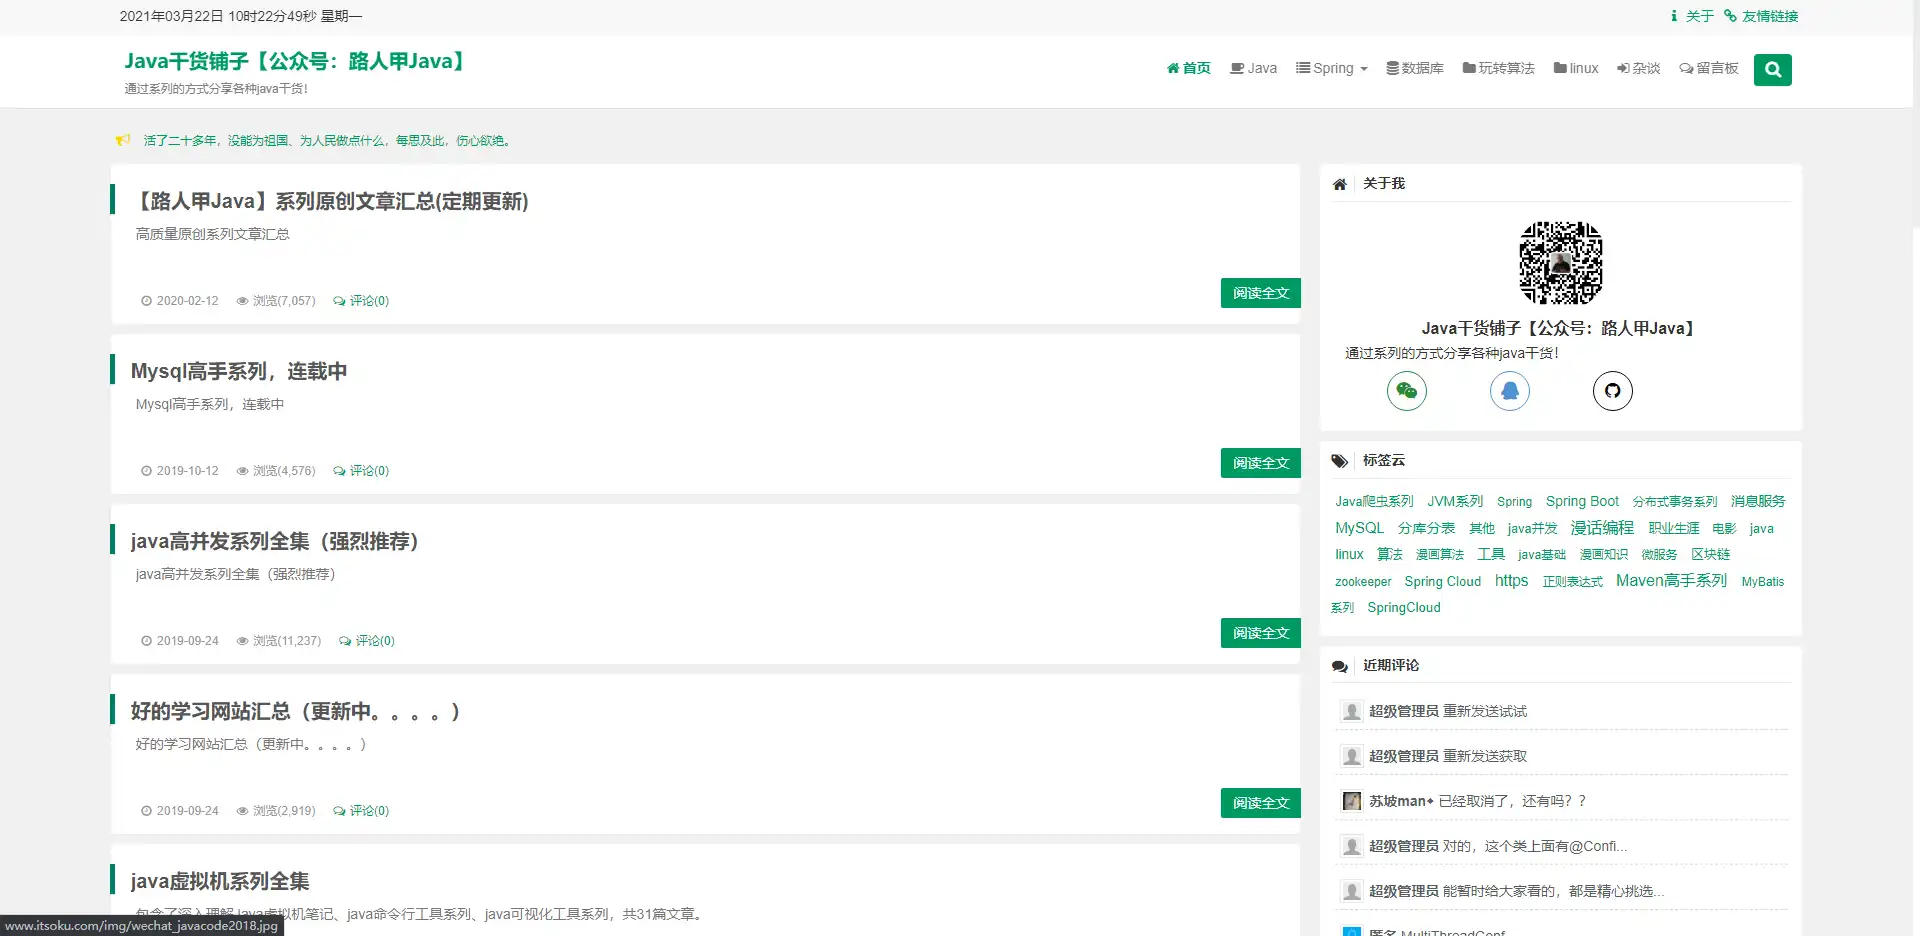 2021年03月22日 10时22分49秒 星期一
关于 友情链接
Java干货铺子【公众号：路人甲Java】
通过系列的方式分享各种java干货!
首页 Java Spring 数据库 玩转算法 linux 杂谈 留言板
活了二十多年，没能为祖国、为人民做点什么，每思及此，伤心欲绝。
【路人甲Java】系列原创文章汇总(定期更新)
高质量原创系列文章汇总
2020-02-12 浏览(7,057) 评论(0)
阅读全文
Mysql高手系列，连载中
Mysql高手系列，连载中
2019-10-12 浏览(4,576) 评论(0)
阅读全文
java高并发系列全集（强烈推荐）
java高并发系列全集（强烈推荐）
2019-09-24 浏览(11,237) 评论(0)
阅读全文
好的学习网站汇总（更新中。。。。）
好的学习网站汇总（更新中。。。。）
2019-09-24 浏览(2,919) 评论(0)
阅读全文
java虚拟机系列全集
包含了深入理解Java虚拟机笔记、java命令行工具系列、java可视化工具系列，共31篇文章。
www.itsoku.com/img/wechat_javacode2018.jpg
关于我
Java干货铺子【公众号：路人甲Java】
通过系列的方式分享各种java干货!
标签云
Java爬虫系列 JVM系列 Spring Spring Boot 分布式事务系列 消息服务
MySQL 分库分表 其他 java并发 漫话编程 职业生涯 电影 java
linux 算法 漫画算法 工具 java基础 漫画知识 微服务 区块链
zookeeper Spring Cloud https 正则表达式 Maven高手系列 MyBatis
系列 SpringCloud
近期评论
超级管理员 重新发送试试
超级管理员 重新发送获取
苏坡man• 已经取消了，还有吗？？
超级管理员 对的，这个类上面有@Confi...
超级管理员 能暂时给大家看的，都是精心挑选...
匿名 MultiThreadConf